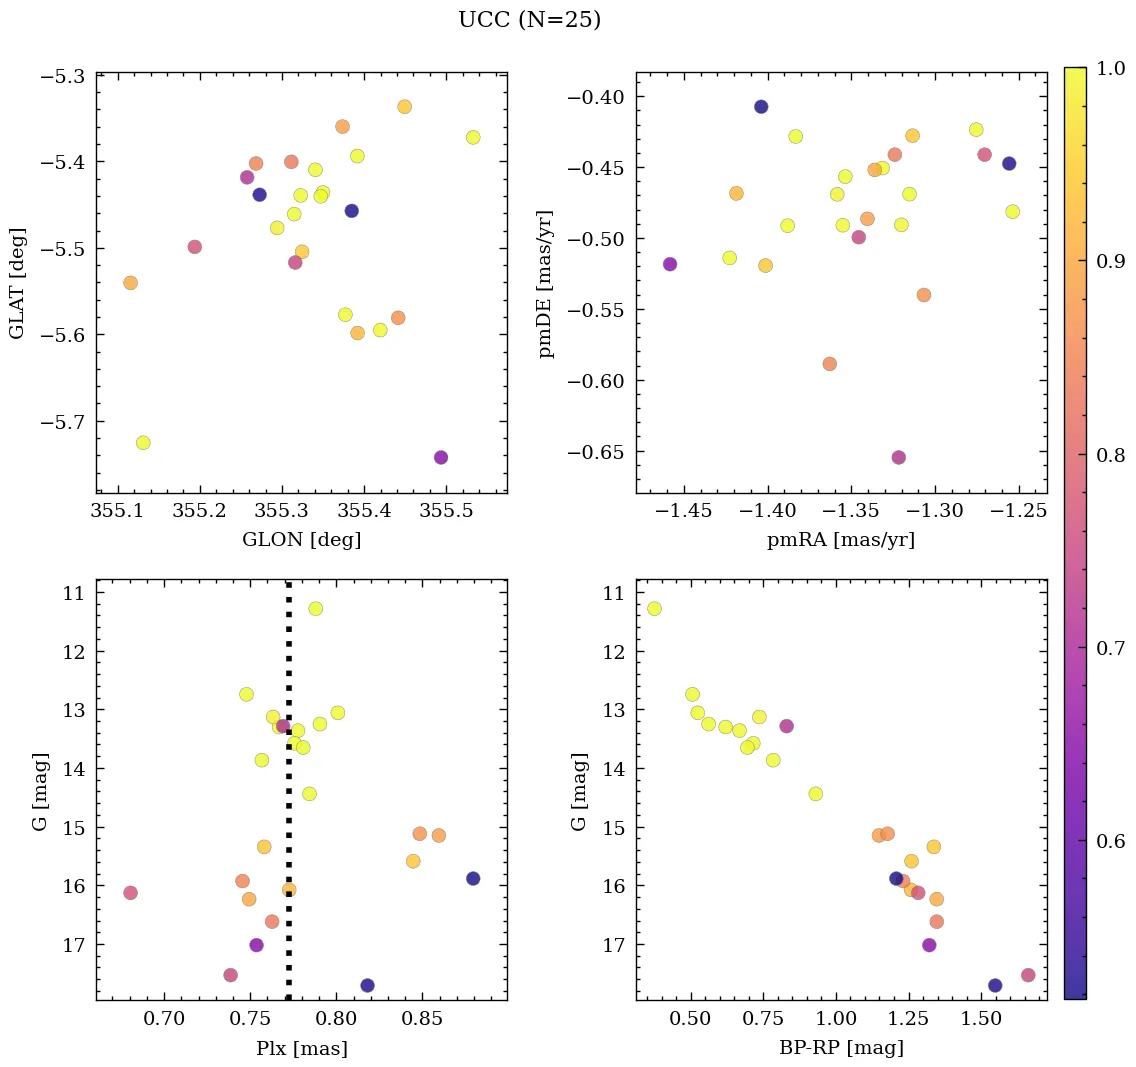 UCC (N=25)
−5.3
−5.4
−5.5
−5.6
−5.7
GLAT [deg]
355.1 355.2 355.3 355.4 355.5
GLON [deg]
−0.40
−0.45
−0.50
−0.55
−0.60
−0.65
pmDE [mas/yr]
−1.45 −1.40 −1.35 −1.30 −1.25
pmRA [mas/yr]
1.0
0.9
0.8
0.7
0.6
11
12
13
14
15
16
17
G [mag]
0.70 0.75 0.80 0.85
Plx [mas]
11
12
13
14
15
16
17
G [mag]
0.50 0.75 1.00 1.25 1.50
BP-RP [mag]